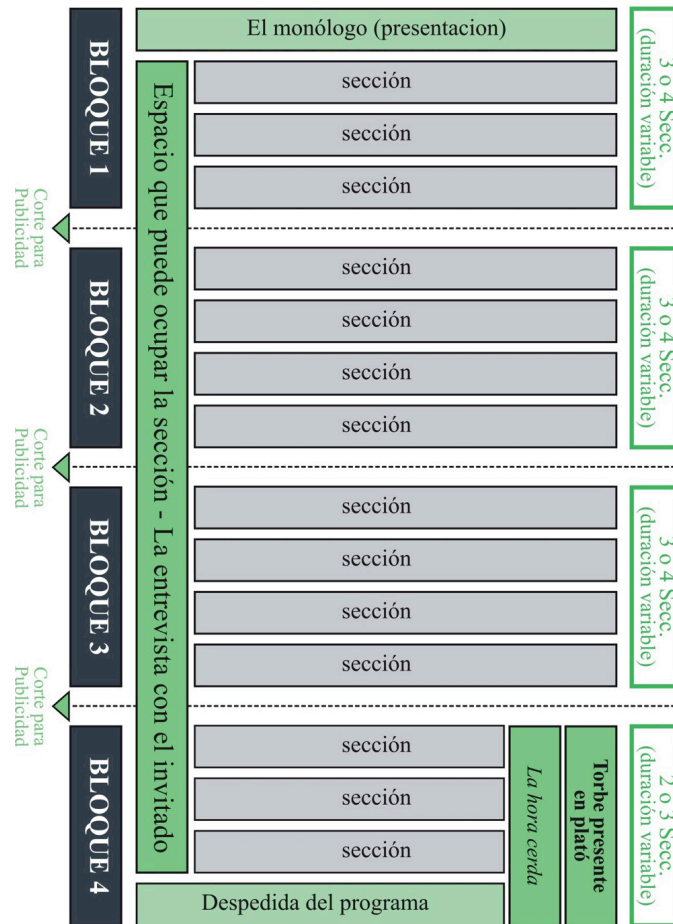 El monólogo (presentacion)
BLOQUE 1
Espacio que puede ocupar la sección - La entrevista con el invitado
sección
sección
sección
3 o 4 Secc.
(duración variable)
Corte para
Publicidad
BLOQUE 2
sección
sección
sección
sección
3 o 4 Secc.
(duración variable)
Corte para
Publicidad
BLOQUE 3
sección
sección
sección
sección
3 o 4 Secc.
(duración variable)
Corte para
Publicidad
BLOQUE 4
sección
sección
sección
La hora cerda
Torbe presente
en plató
2 o 3 Secc.
(duración variable)
Despedida del programa